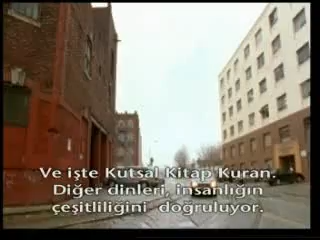 Ve işte Kutsal Kitap Kuran.
Diğer dinleri, insanlığın
çeşitliliğini doğruluyor.